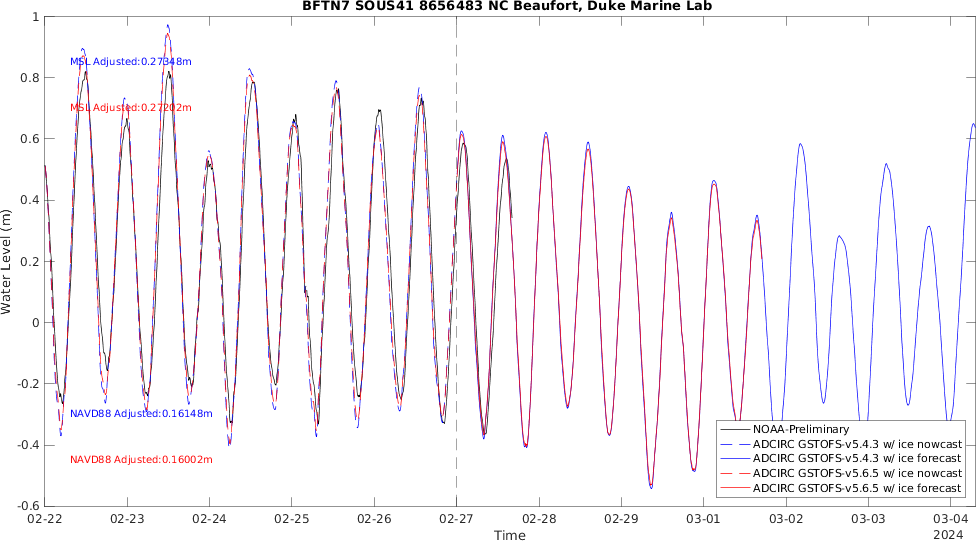 BFTN7 SOUS41 8656483 NC Beaufort, Duke Marine Lab
Water Level (m)
1
0.8
0.6
0.4
0.2
0
-0.2
-0.4
-0.6
MSL Adjusted:0.27348m
MSL Adjusted:0.27202m
NAVD88 Adjusted:0.16148m
NAVD88 Adjusted:0.16002m
NOAA-Preliminary
ADCIRC GSTOFS-v5.4.3 w/ ice nowcast
ADCIRC GSTOFS-v5.4.3 w/ ice forecast
ADCIRC GSTOFS-v5.6.5 w/ ice nowcast
ADCIRC GSTOFS-v5.6.5 w/ ice forecast
02-22 02-23 02-24 02-25 02-26 02-27 02-28 02-29 03-01 03-02 03-03 03-04
Time
2024